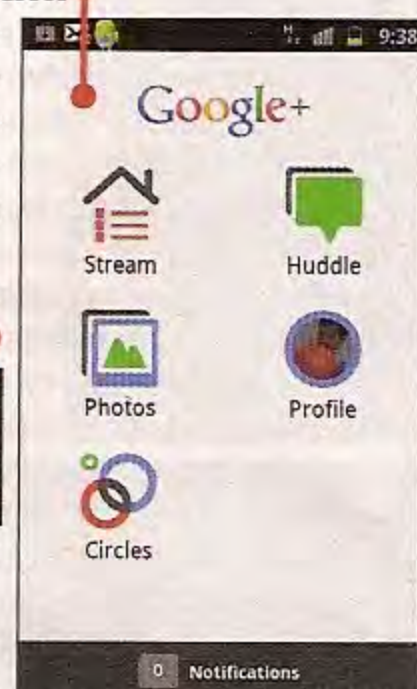 9:38
Google+
Stream Huddle
Photos Profile
Circles
0 Notifications